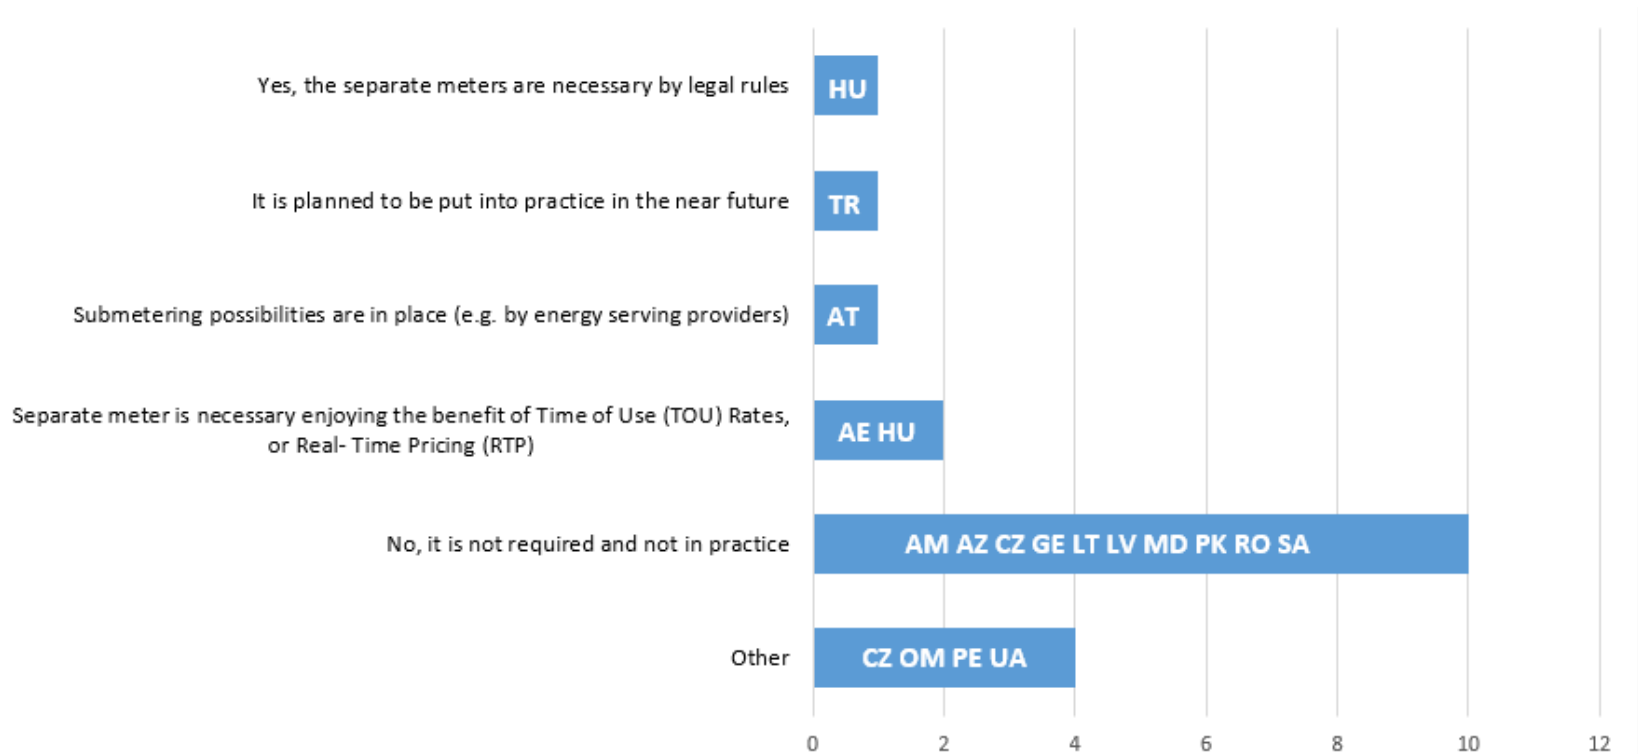 Yes, the separate meters are necessary by legal rules
HU
It is planned to be put into practice in the near future
TR
Submetering possibilities are in place (e.g. by energy serving providers)
AT
Separate meter is necessary enjoying the benefit of Time of Use (TOU) Rates,
or Real- Time Pricing (RTP)
AE HU
No, it is not required and not in practice
AM AZ CZ GE LT LV MD PK RO SA
Other
CZ OM PE UA
0 2 4 6 8 10 12